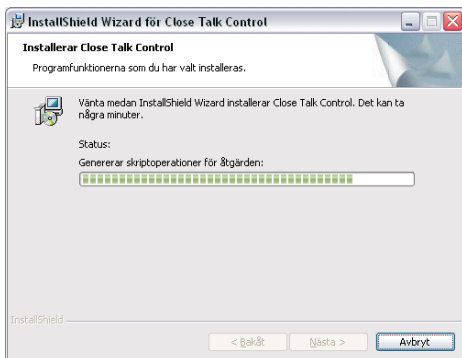 InstallShield Wizard för Close Talk Control
Installerar Close Talk Control
Programfunktionerna som du har valt installeras.
Vänta medan InstallShield Wizard installerar Close Talk Control. Det kan ta
några minuter.
Status:
Genererar skriptoperationer för åtgärden:
InstallShield
< Bakåt
Nästa >
Avbryt